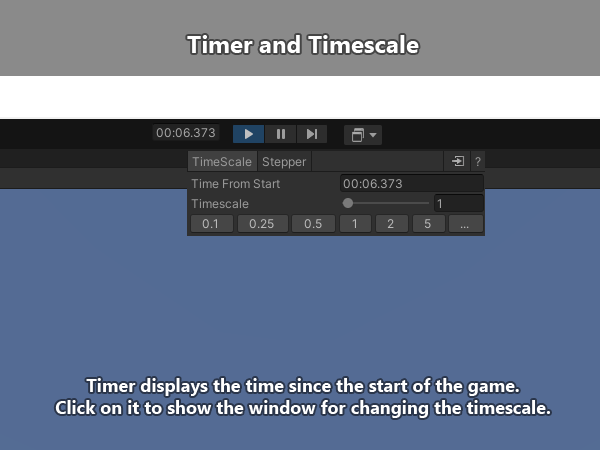 Timer and Timescale
00:06.373
TimeScale Stepper ?
Time From Start 00:06.373
Timescale 1
0.1 0.25 0.5 1 2 5 ...
Timer displays the time since the start of the game.
Click on it to show the window for changing the timescale.